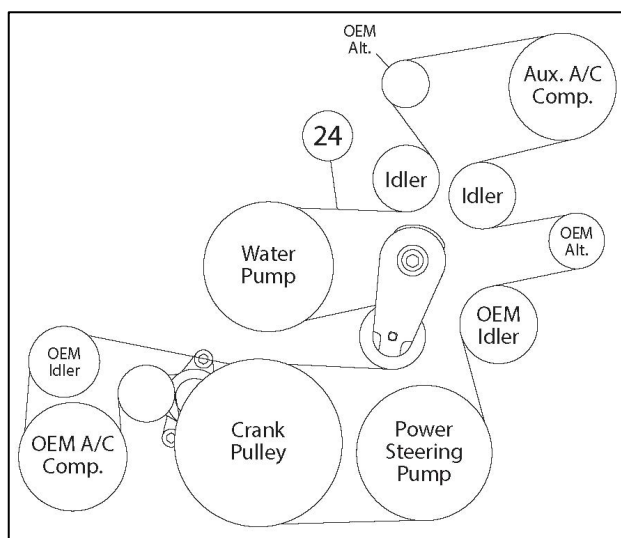 OEM
Alt.
Aux. A/C
Comp.
24
Idler
Idler
Water
Pump
OEM
Alt.
OEM
Idler
OEM
Idler
OEM A/C
Comp.
Crank
Pulley
Power
Steering
Pump